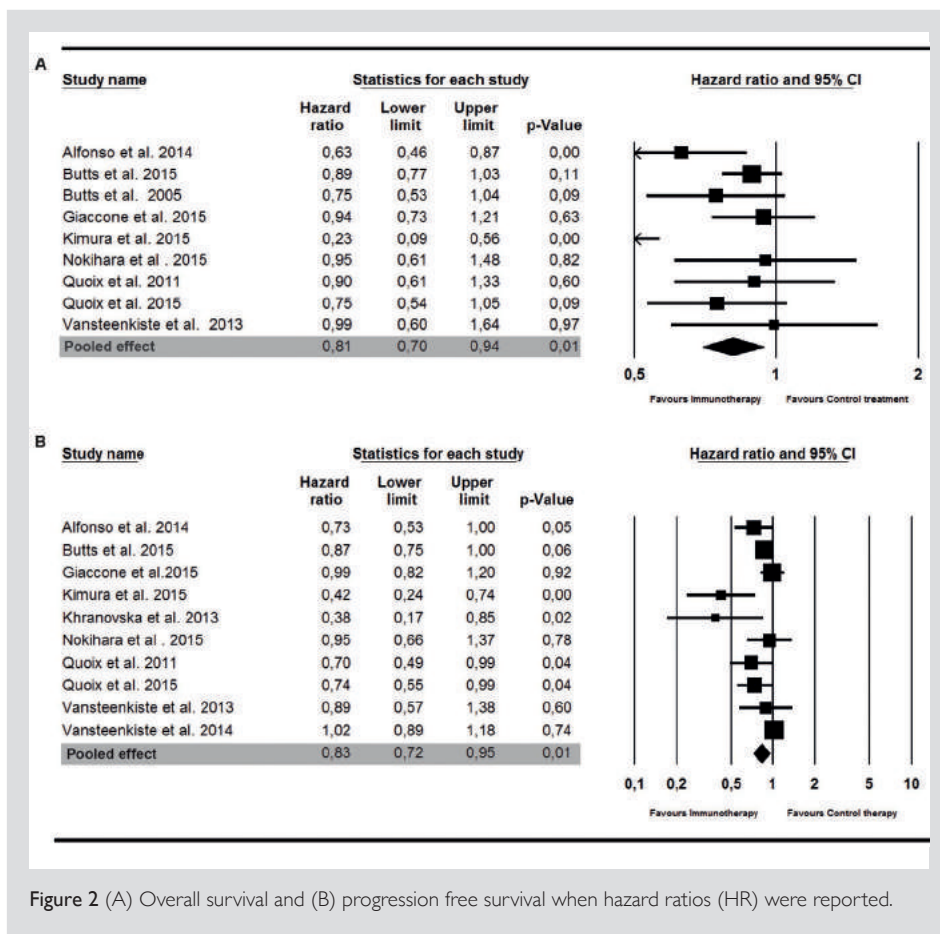 A
Study name Statistics for each study Hazard ratio and 95% CI
Hazard ratio Lower limit Upper limit p-Value
Alfonso et al. 2014 0,63 0,46 0,87 0,00
Butts et al. 2015 0,89 0,77 1,03 0,11
Butts et al. 2005 0,75 0,53 1,04 0,09
Giaccone et al. 2015 0,94 0,73 1,21 0,63
Kimura et al. 2015 0,23 0,09 0,56 0,00
Nokihara et al . 2015 0,95 0,61 1,48 0,82
Quoix et al. 2011 0,90 0,61 1,33 0,60
Quoix et al. 2015 0,75 0,54 1,05 0,09
Vansteenkiste et al. 2013 0,99 0,60 1,64 0,97
Pooled effect 0,81 0,70 0,94 0,01
0,5 1 2
Favours Immunotherapy Favours Control treatment
B
Study name Statistics for each study Hazard ratio and 95% CI
Hazard ratio Lower limit Upper limit p-Value
Alfonso et al. 2014 0,73 0,53 1,00 0,05
Butts et al. 2015 0,87 0,75 1,00 0,06
Giaccone et al.2015 0,99 0,82 1,20 0,92
Kimura et al. 2015 0,42 0,24 0,74 0,00
Khranovska et al. 2013 0,38 0,17 0,85 0,02
Nokihara et al . 2015 0,95 0,66 1,37 0,78
Quoix et al. 2011 0,70 0,49 0,99 0,04
Quoix et al. 2015 0,74 0,55 0,99 0,04
Vansteenkiste et al. 2013 0,89 0,57 1,38 0,60
Vansteenkiste et al. 2014 1,02 0,89 1,18 0,74
Pooled effect 0,83 0,72 0,95 0,01
0,1 0,2 0,5 1 2 5 10
Favours Immunotherapy Favours Control therapy
Figure 2 (A) Overall survival and (B) progression free survival when hazard ratios (HR) were reported.